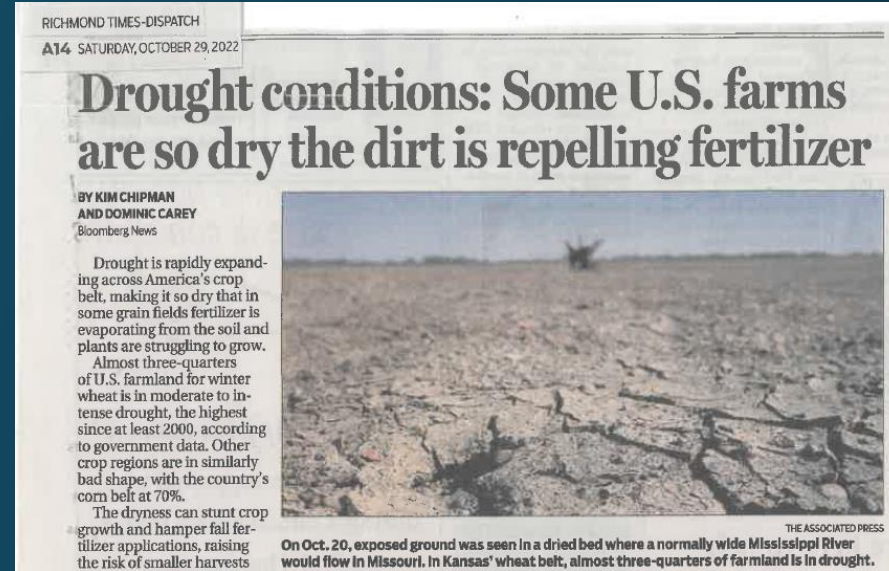 RICHMOND TIMES-DISPATCH
A14 SATURDAY, OCTOBER 29, 2022
Drought conditions: Some U.S. farms
are so dry the dirt is repelling fertilizer
BY KIM CHIPMAN
AND DOMINIC CAREY
Bloomberg News
Drought is rapidly expand-
ing across America's crop
belt, making it so dry that in
some grain fields fertilizer is
evaporating from the soil and
plants are struggling to grow.
Almost three-quarters
of U.S. farmland for winter
wheat is in moderate to in-
tense drought, the highest
since at least 2000, according
to government data. Other
crop regions are in similarly
bad shape, with the country's
corn belt at 70%.
The dryness can stunt crop
growth and hamper fall fer-
tilizer applications, raising
the risk of smaller harvests
THE ASSOCIATED PRESS
On Oct. 20, exposed ground was seen in a dried bed where a normally wide Mississippi River
would flow in Missouri. In Kansas' wheat belt, almost three-quarters of farmland is in drought.